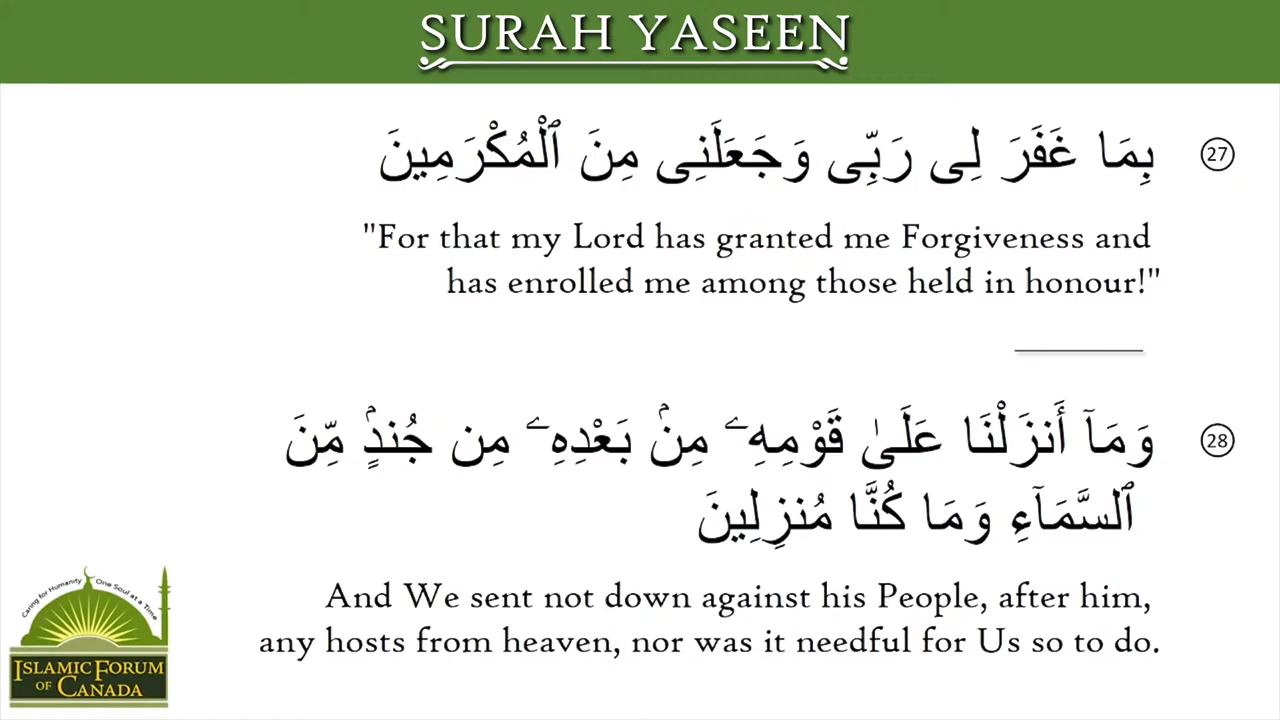 SURAH YASEEN
بِمَا غَفَرَ لِى رَبِّى وَجَعَلَنِى مِنَ ٱلْمُكْرَمِينَ 27
"For that my Lord has granted me Forgiveness and
has enrolled me among those held in honour!"
وَمَآ أَنزَلْنَا عَلَىٰ قَوْمِهِۦ مِنۢ بَعْدِهِۦ مِن جُندٍۢ مِّنَ 28
ٱلسَّمَآءِ وَمَا كُنَّا مُنزِلِينَ
And We sent not down against his People, after him,
any hosts from heaven, nor was it needful for Us so to do.
Caring for Humanity One Soul at a Time
ISLAMIC FORUM
OF CANADA